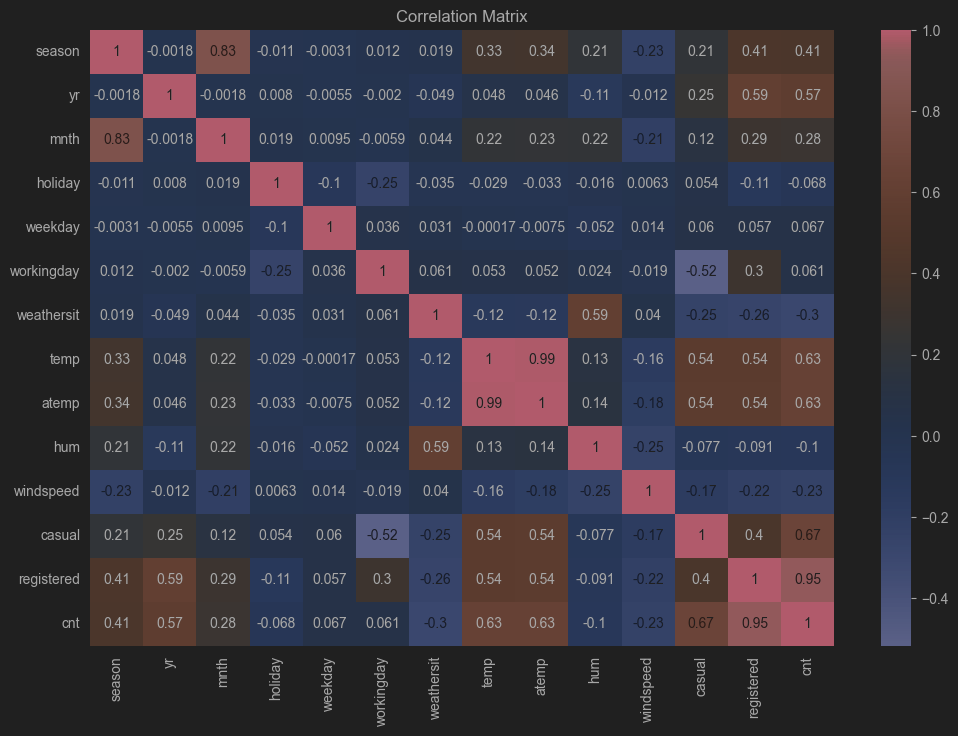 Correlation Matrix
season 1 -0.0018 0.83 -0.011 -0.0031 0.012 0.019 0.33 0.34 0.21 -0.23 0.21 0.41 0.41
yr -0.0018 1 -0.0018 0.008 -0.0055 -0.002 -0.049 0.048 0.046 -0.11 -0.012 0.25 0.59 0.57
mnth 0.83 -0.0018 1 0.019 0.0095 -0.0059 0.044 0.22 0.23 0.22 -0.21 0.12 0.29 0.28
holiday -0.011 0.008 0.019 1 -0.1 -0.25 -0.035 -0.029 -0.033 -0.016 0.0063 0.054 -0.11 -0.068
weekday -0.0031 -0.0055 0.0095 -0.1 1 0.036 0.031 -0.00017 -0.0075 -0.052 0.014 0.06 0.057 0.067
workingday 0.012 -0.002 -0.0059 -0.25 0.036 1 0.061 0.053 0.052 0.024 -0.019 -0.52 0.3 0.061
weathersit 0.019 -0.049 0.044 -0.035 0.031 0.061 1 -0.12 -0.12 0.59 0.04 -0.25 -0.26 -0.3
temp 0.33 0.048 0.22 -0.029 -0.00017 0.053 -0.12 1 0.99 0.13 -0.16 0.54 0.54 0.63
atemp 0.34 0.046 0.23 -0.033 -0.0075 0.052 -0.12 0.99 1 0.14 -0.18 0.54 0.54 0.63
hum 0.21 -0.11 0.22 -0.016 -0.052 0.024 0.59 0.13 0.14 1 -0.25 -0.077 -0.091 -0.1
windspeed -0.23 -0.012 -0.21 0.0063 0.014 -0.019 0.04 -0.16 -0.18 -0.25 1 -0.17 -0.22 -0.23
casual 0.21 0.25 0.12 0.054 0.06 -0.52 -0.25 0.54 0.54 -0.077 -0.17 1 0.4 0.67
registered 0.41 0.59 0.29 -0.11 0.057 0.3 -0.26 0.54 0.54 -0.091 -0.22 0.4 1 0.95
cnt 0.41 0.57 0.28 -0.068 0.067 0.061 -0.3 0.63 0.63 -0.1 -0.23 0.67 0.95 1
season yr mnth holiday weekday workingday weathersit temp atemp hum windspeed casual registered cnt
1.0
0.8
0.6
0.4
0.2
0.0
−0.2
−0.4